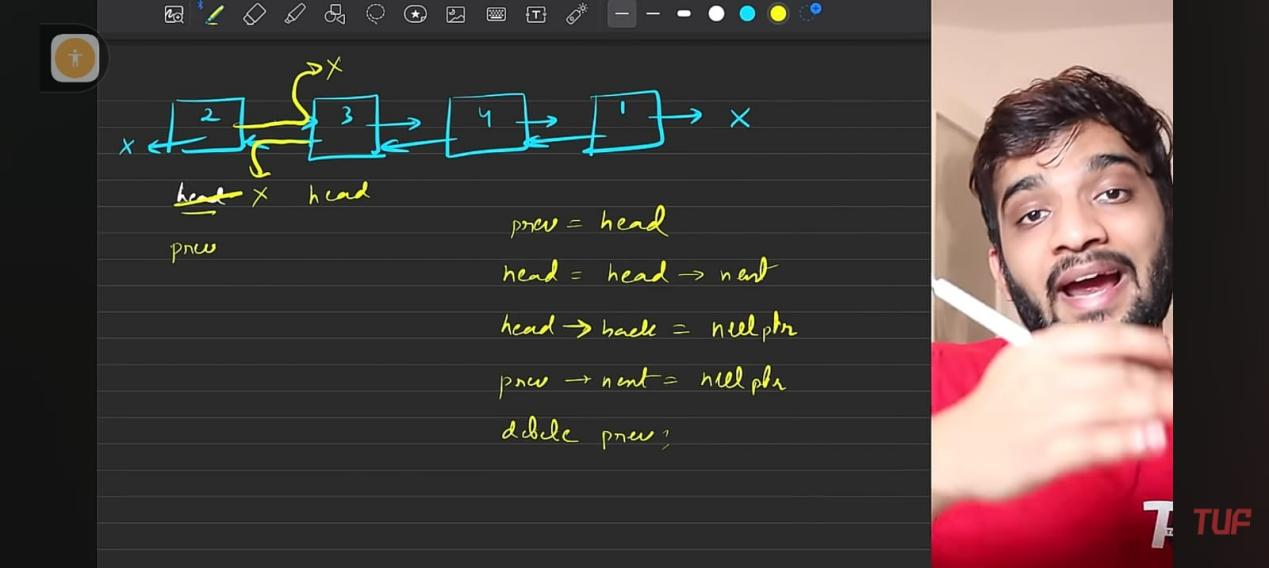 X
2 3 4 1 X
X
head X head
prev
prev = head
head = head → next
head → back = nullptr
prev → next = nullptr
delete prev;
TUF